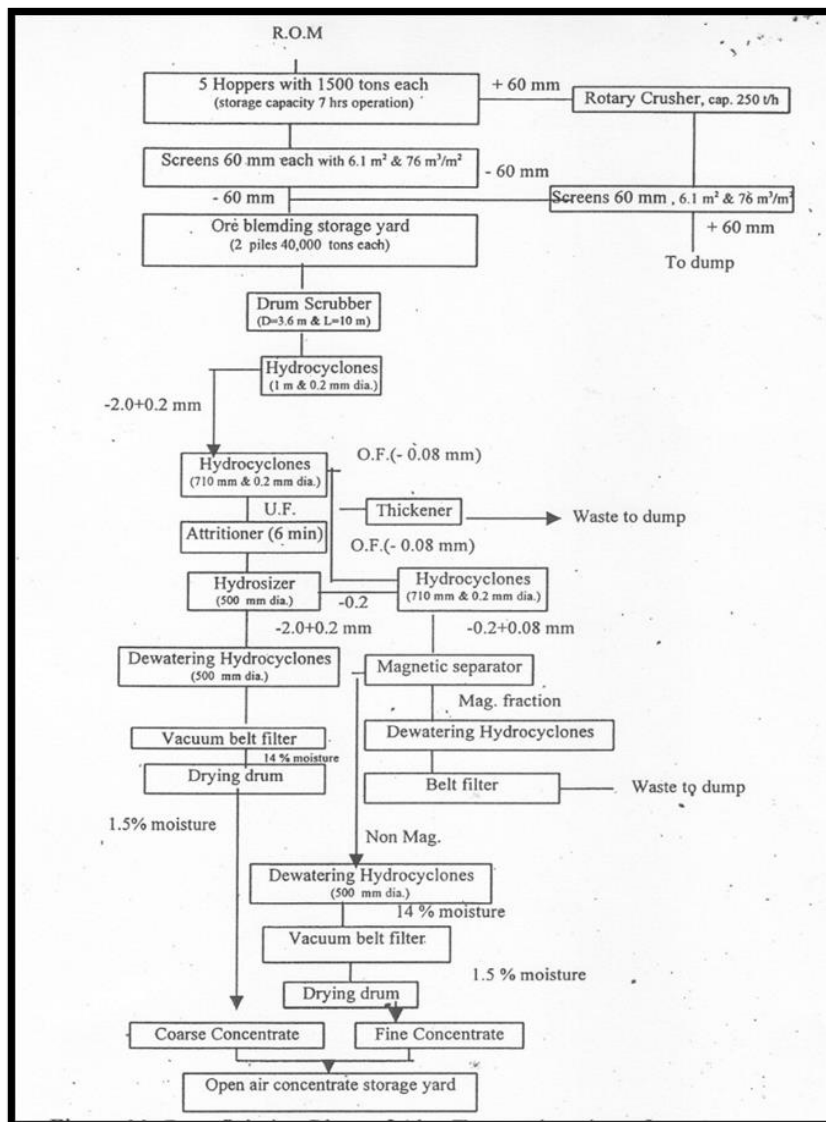 R.O.M
5 Hoppers with 1500 tons each
(storage capacity 7 hrs operation)
+ 60 mm
Rotary Crusher, cap. 250 t/h
Screens 60 mm each with 6.1 m² & 76 m³/m²
- 60 mm
- 60 mm
Screens 60 mm , 6.1 m² & 76 m³/m²
+ 60 mm
To dump
Ore blemding storage yard
(2 piles 40,000 tons each)
Drum Scrubber
(D=3.6 m & L=10 m)
Hydrocyclones
(1 m & 0.2 mm dia.)
-2.0+0.2 mm
Hydrocyclones
(710 mm & 0.2 mm dia.)
O.F.(- 0.08 mm)
U.F.
Thickener
Waste to dump
Attritioner (6 min)
O.F.(- 0.08 mm)
Hydrosizer
(500 mm dia.)
-0.2
Hydrocyclones
(710 mm & 0.2 mm dia.)
-2.0+0.2 mm
-0.2+0.08 mm
Dewatering Hydrocyclones
(500 mm dia.)
Magnetic separator
Mag. fraction
Dewatering Hydrocyclones
Vacuum belt filter
14 % moisture
Drying drum
Belt filter
Waste to dump
1.5% moisture
Non Mag.
Dewatering Hydrocyclones
(500 mm dia.)
14 % moisture
Vacuum belt filter
1.5 % moisture
Drying drum
Coarse Concentrate
Fine Concentrate
Open air concentrate storage yard